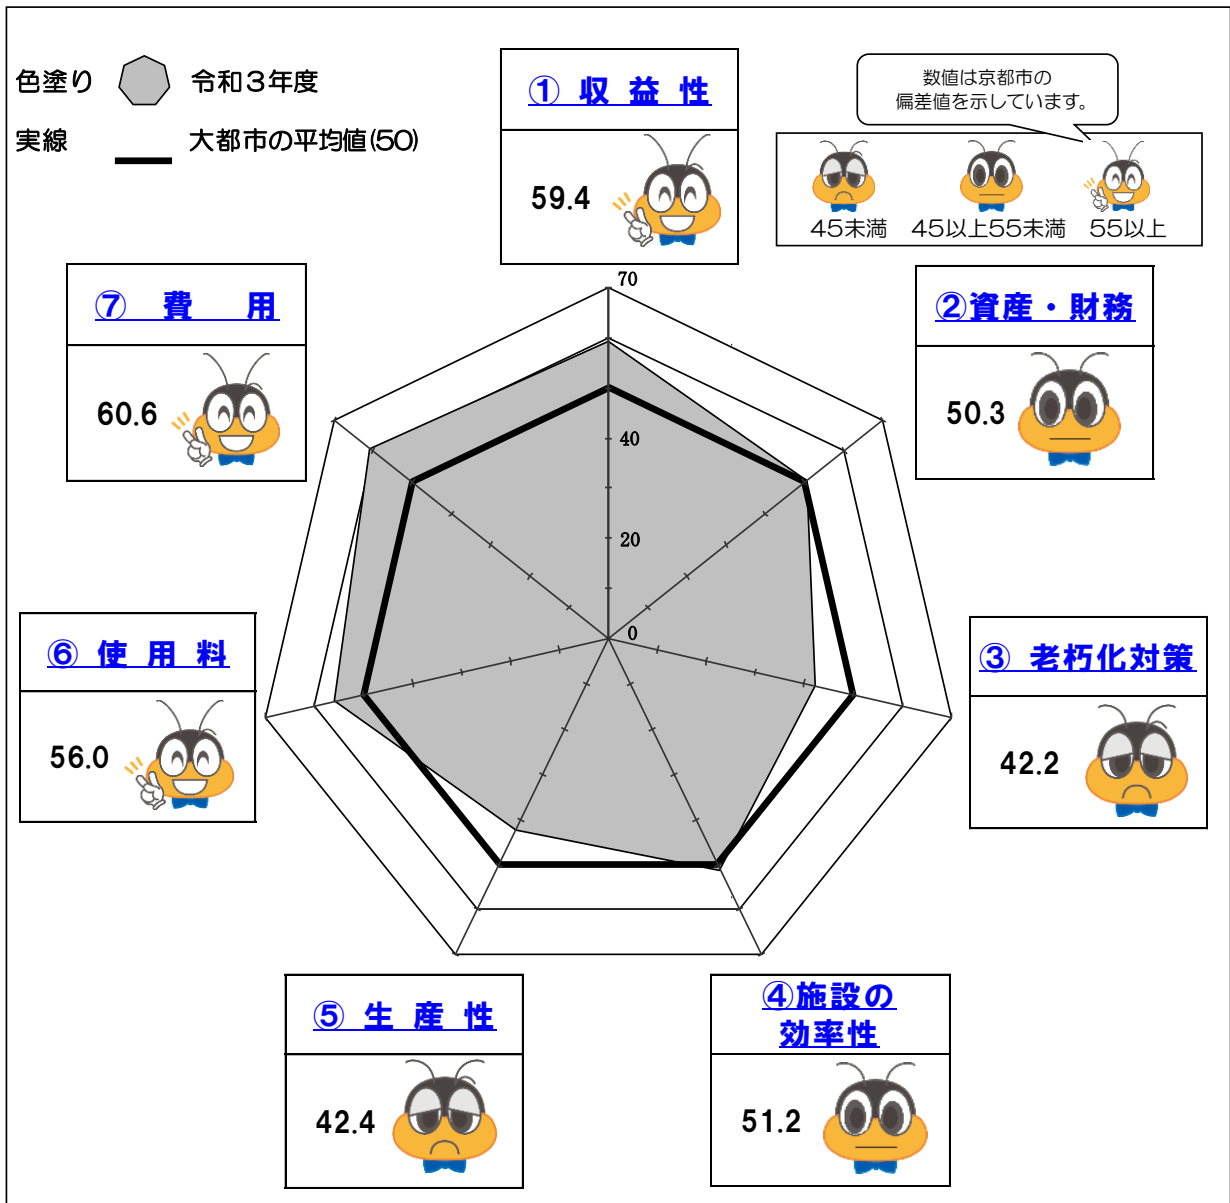 色塗り 令和3年度
実線 大都市の平均値(50)
① 収 益 性
59.4
数値は京都市の
偏差値を示しています。
45未満 45以上55未満 55以上
⑦ 費 用
60.6
②資産・財務
50.3
70
40
20
0
⑥ 使 用 料
56.0
③ 老朽化対策
42.2
⑤ 生 産 性
42.4
④施設の
効率性
51.2